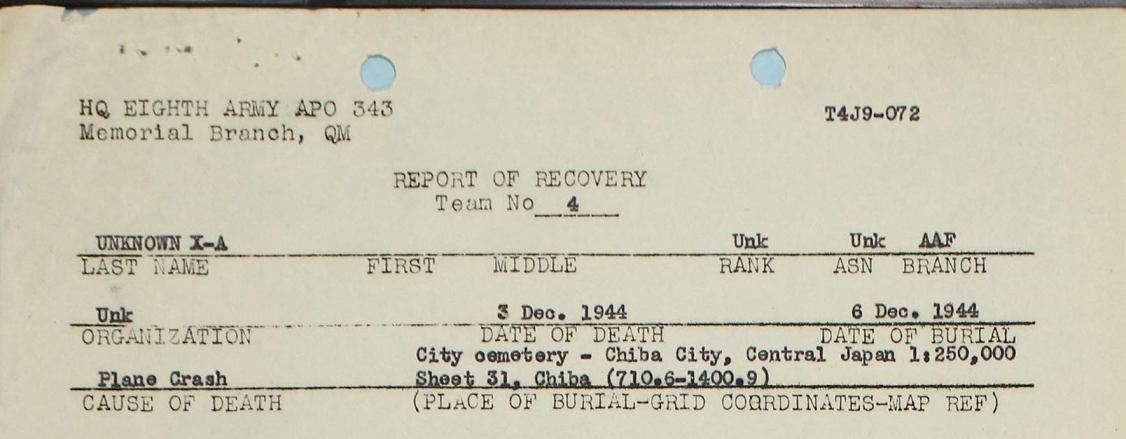 HQ EIGHTH ARMY APO 343 T4J9-072
Memorial Branch, QM
REPORT OF RECOVERY
Team No 4
UNKNOWN X-A Unk Unk AAF
LAST NAME FIRST MIDDLE RANK ASN BRANCH
Unk 3 Dec. 1944 6 Dec. 1944
ORGANIZATION DATE OF DEATH DATE OF BURIAL
City cemetery - Chiba City, Central Japan 1:250,000
Plane Crash Sheet 31, Chiba (710.6-1400.9)
CAUSE OF DEATH (PLACE OF BURIAL-GRID COORDINATES-MAP REF)